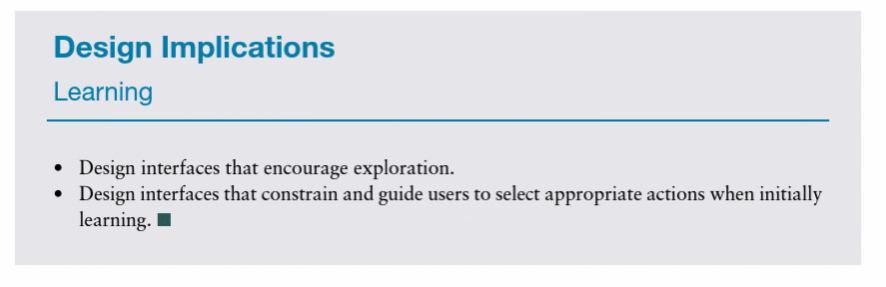 Design Implications
Learning
• Design interfaces that encourage exploration.
• Design interfaces that constrain and guide users to select appropriate actions when initially
learning. ■